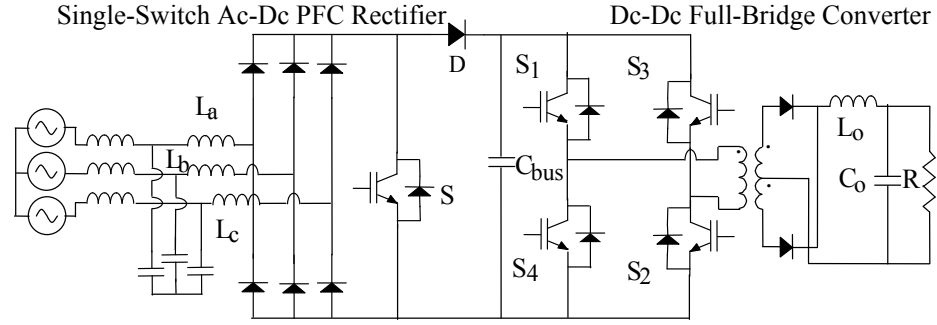 Single-Switch Ac-Dc PFC Rectifier
Dc-Dc Full-Bridge Converter
D
S1
S3
La
Lb
Lc
S
Cbus
Lo
Co
R
S4
S2